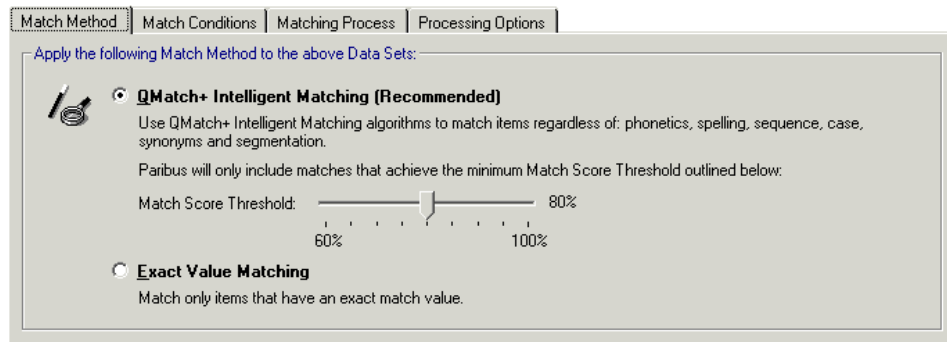 Match Method Match Conditions Matching Process Processing Options
Apply the following Match Method to the above Data Sets:
QMatch+ Intelligent Matching (Recommended)
Use QMatch+ Intelligent Matching algorithms to match items regardless of: phonetics, spelling, sequence, case,
synonyms and segmentation.
Paribus will only include matches that achieve the minimum Match Score Threshold outlined below:
Match Score Threshold: 80%
60% 100%
Exact Value Matching
Match only items that have an exact match value.